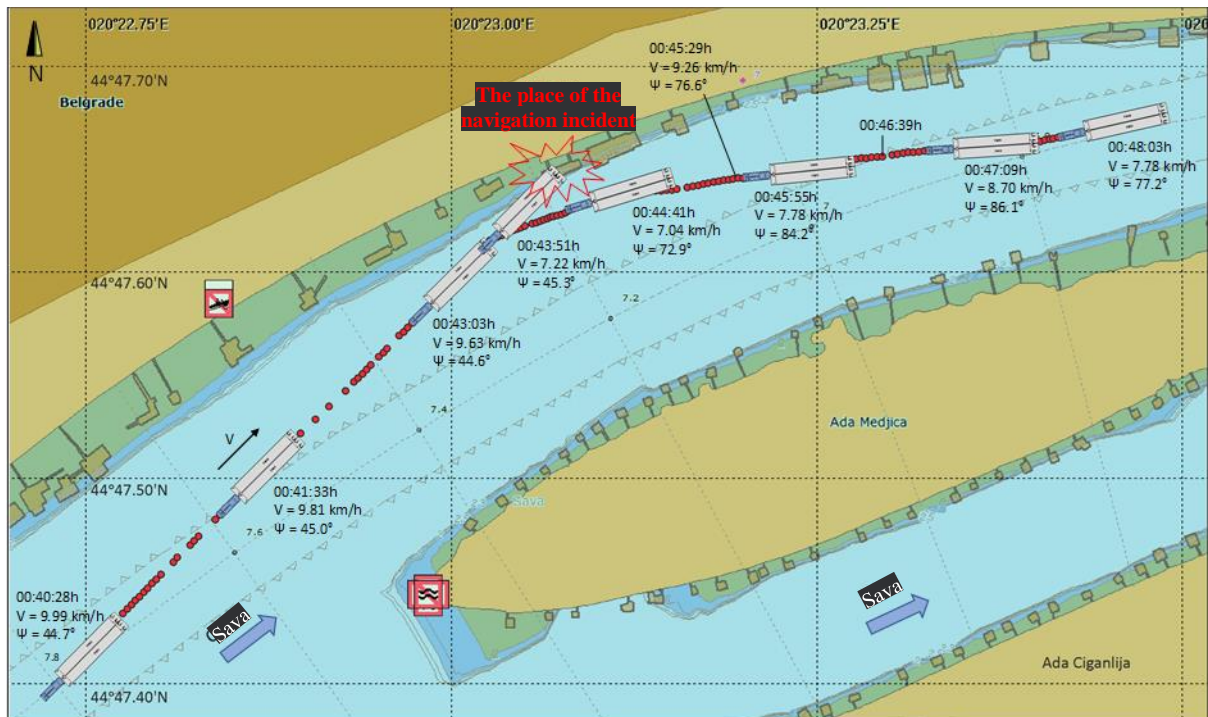 020°22.75'E
020°23.00'E
020°23.25'E
020
N
44°47.70'N
Belgrade
The place of the
navigation incident
00:45:29h
V = 9.26 km/h
Ψ = 76.6°
00:46:39h
00:48:03h
V = 7.78 km/h
Ψ = 77.2°
00:47:09h
V = 8.70 km/h
Ψ = 86.1°
00:45:55h
V = 7.78 km/h
Ψ = 84.2°
00:44:41h
V = 7.04 km/h
Ψ = 72.9°
00:43:51h
V = 7.22 km/h
Ψ = 45.3°
44°47.60'N
7.2
00:43:03h
V = 9.63 km/h
Ψ = 44.6°
7.4
Ada Medjica
V
44°47.50'N
00:41:33h
V = 9.81 km/h
Ψ = 45.0°
Sava
7.6
00:40:28h
V = 9.99 km/h
Ψ = 44.7°
7.8
Sava
Sava
Ada Ciganlija
44°47.40'N